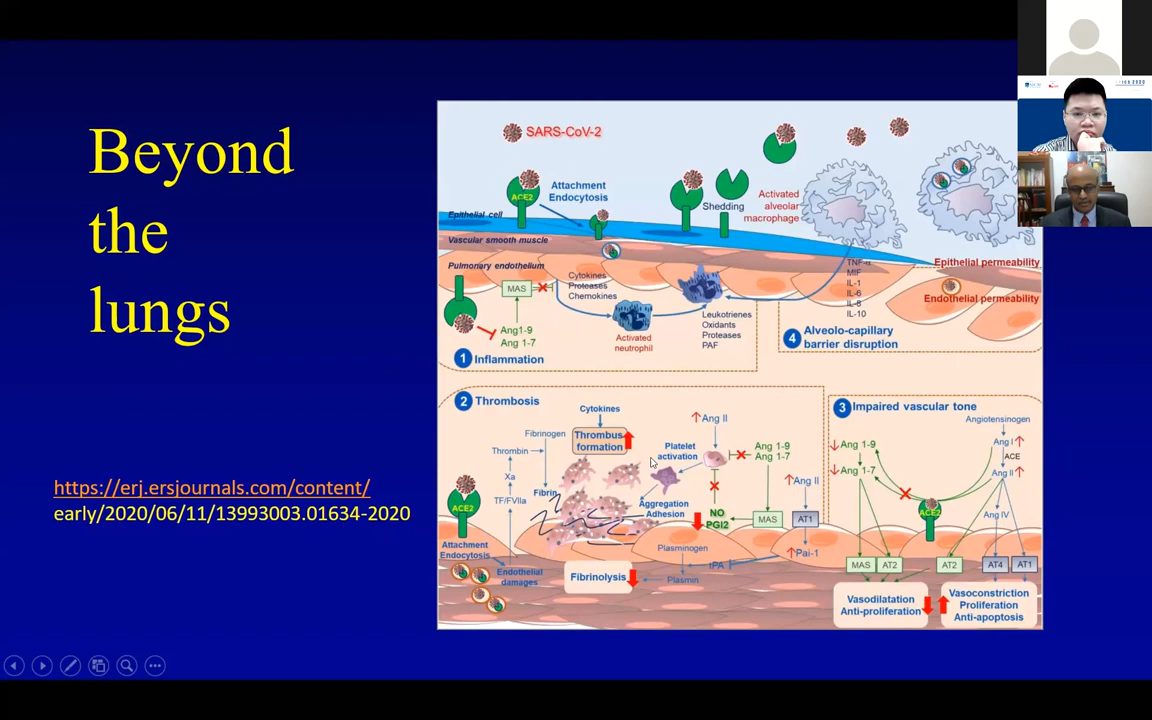 Beyond
the
lungs
https://erj.ersjournals.com/content/
early/2020/06/11/13993003.01634-2020
SARS-CoV-2
ACE2
Attachment
Endocytosis
Shedding
Activated
alveolar
macrophage
Epithelial cell
Vascular smooth muscle
Pulmonary endothelium
MAS
Cytokines
Proteases
Chemokines
Ang1-9
Ang 1-7
Activated
neutrophil
Leukotrienes
Oxidants
Proteases
PAF
TNF-α
MIF
IL-1
IL-6
IL-8
IL-10
Epithelial permeability
Endothelial permeability
1 Inflammation
4 Alveolo-capillary
barrier disruption
2 Thrombosis
Cytokines
Thrombus
formation
Fibrinogen
Thrombin
Xa
TF/FVIIa
Fibrin
ACE2
Attachment
Endocytosis
Endothelial
damages
Ang II
Platelet
activation
Aggregation
Adhesion
Ang 1-9
Ang 1-7
NO
PGI2
MAS
Ang II
AT1
Pai-1
Plasminogen
tPA
Plasmin
Fibrinolysis
3 Impaired vascular tone
Angiotensinogen
Ang I
ACE
Ang II
Ang 1-9
Ang 1-7
ACE2
Ang IV
MAS
AT2
AT2
AT4
AT1
Vasodilatation
Anti-proliferation
Vasoconstriction
Proliferation
Anti-apoptosis